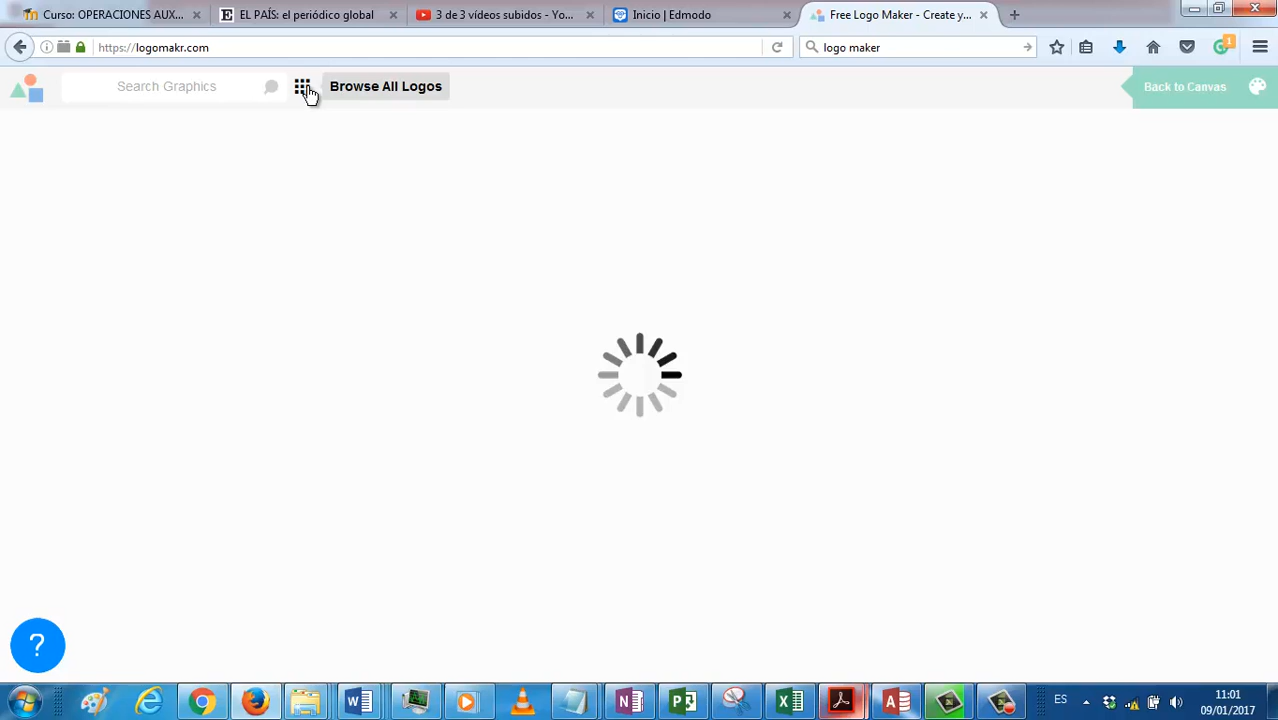 Curso: OPERACIONES AUX...
EL PAÍS: el periódico global
3 de 3 vídeos subidos - Yo...
Inicio | Edmodo
Free Logo Maker - Create y...
https://logomakr.com
logo maker
1
Search Graphics
Browse All Logos
Back to Canvas
?
ES
11:01
09/01/2017